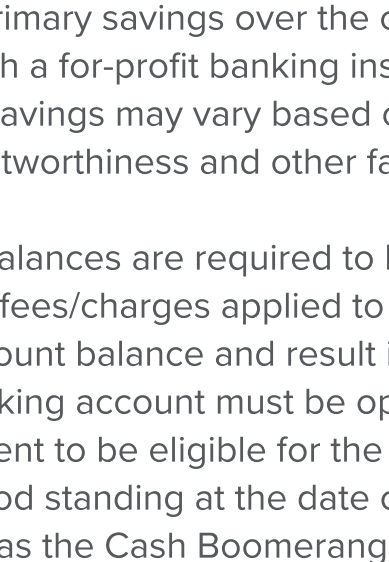 rimary savings over the c
h a for-profit banking ins
avings may vary based o
tworthiness and other fa
alances are required to b
fees/charges applied to
ount balance and result i
king account must be op
ent to be eligible for the
od standing at the date o
as the Cash Boomerang